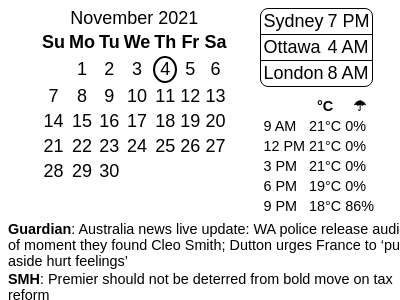 November 2021
Su Mo Tu We Th Fr Sa
1 2 3 4 5 6
7 8 9 10 11 12 13
14 15 16 17 18 19 20
21 22 23 24 25 26 27
28 29 30
Sydney 7 PM
Ottawa 4 AM
London 8 AM
°C ☂
9 AM 21°C 0%
12 PM 21°C 0%
3 PM 21°C 0%
6 PM 19°C 0%
9 PM 18°C 86%
Guardian: Australia news live update: WA police release audi
of moment they found Cleo Smith; Dutton urges France to ‘pu
aside hurt feelings’
SMH: Premier should not be deterred from bold move on tax
reform